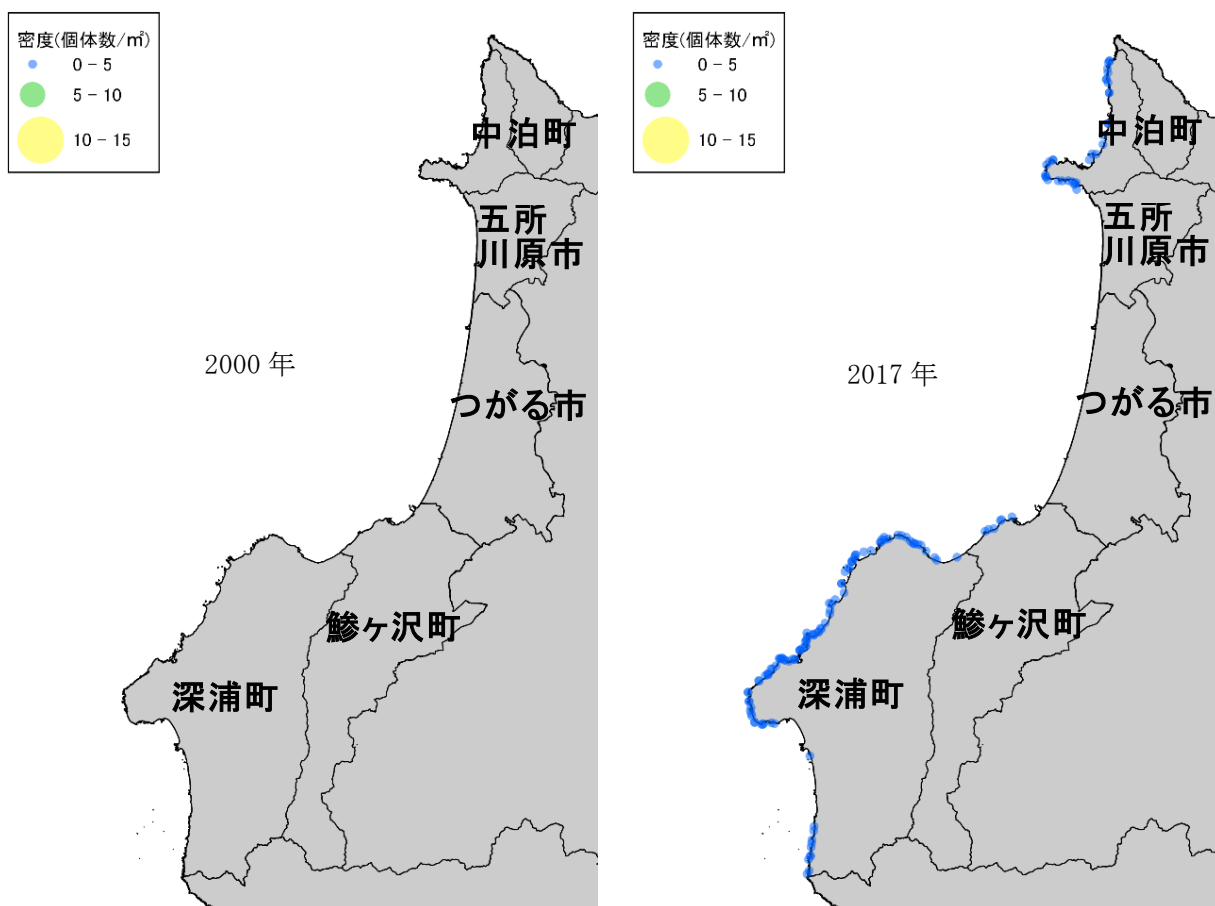 密度(個体数/㎡)
0 – 5
5 – 10
10 – 15
中泊町
五所
川原市
2000 年
つがる市
鰺ヶ沢町
深浦町
密度(個体数/㎡)
0 – 5
5 – 10
10 – 15
中泊町
五所
川原市
2017 年
つがる市
鰺ヶ沢町
深浦町